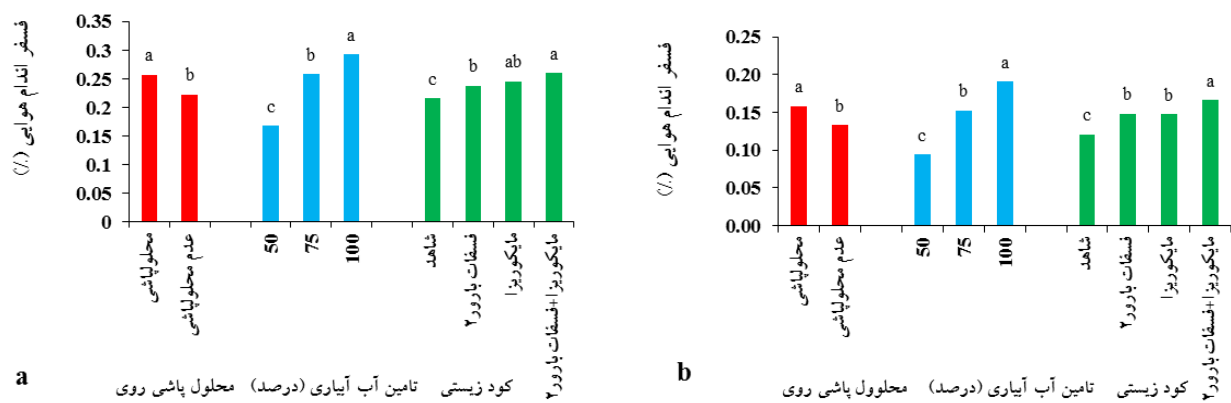 فسفر اندام هوایی (٪)
0.35
0.3
0.25
0.2
0.15
0.1
0.05
0
a
b
c
b
a
c
b
ab
a
محلولپاشی
عدم محلولپاشی
50
75
100
شاهد
فسفات بارور۲
مایکوریزا
مایکوریزا+فسفات بارور۲
محلول پاشی روی
تامین آب آبیاری (درصد)
کود زیستی
a
فسفر اندام هوایی (٪)
0.25
0.20
0.15
0.10
0.05
0.00
a
b
c
b
a
c
b
b
a
محلولپاشی
عدم محلولپاشی
50
75
100
شاهد
فسفات بارور۲
مایکوریزا
مایکوریزا+فسفات بارور۲
محلوول پاشی روی
تامین آب آبیاری (درصد)
کود زیستی
b